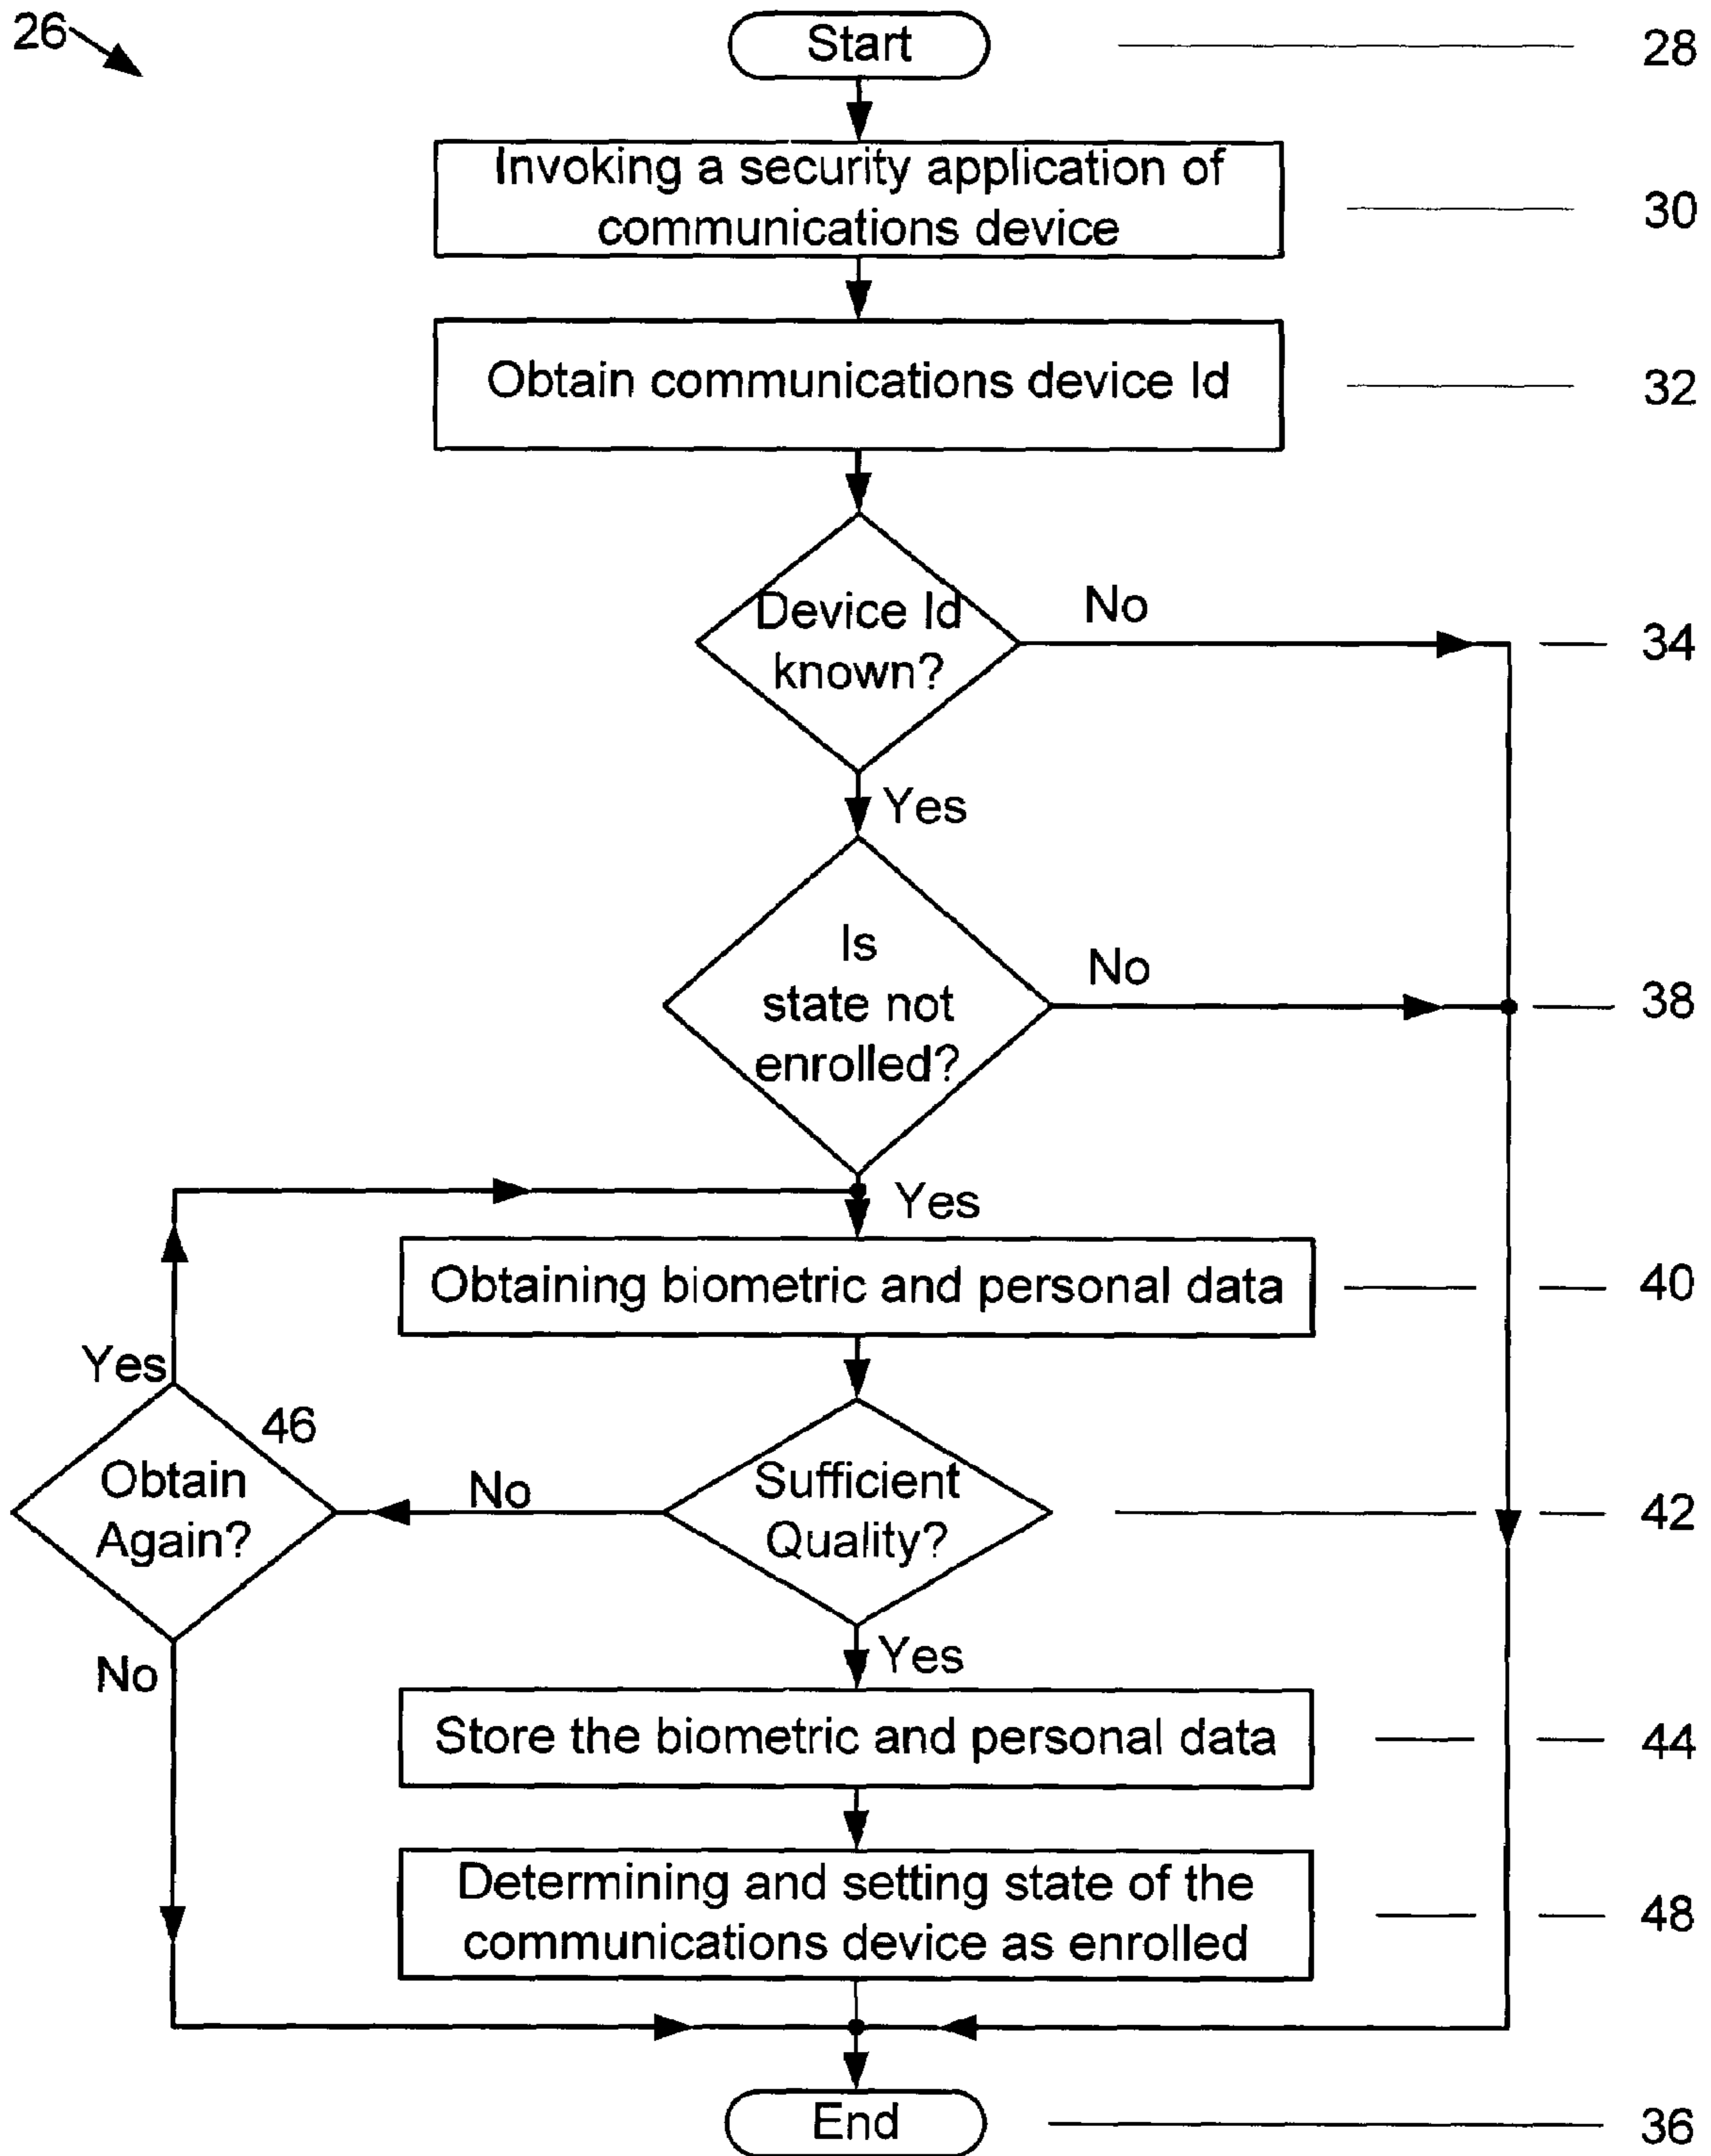 26
Start
28
Invoking a security application of
communications device
30
Obtain communications device Id
32
Device Id
known?
No
34
Yes
Is
state not
enrolled?
No
38
Yes
Obtaining biometric and personal data
40
Yes
46
Obtain
Again?
No
Sufficient
Quality?
42
No
Yes
Store the biometric and personal data
44
Determining and setting state of the
communications device as enrolled
48
End
36